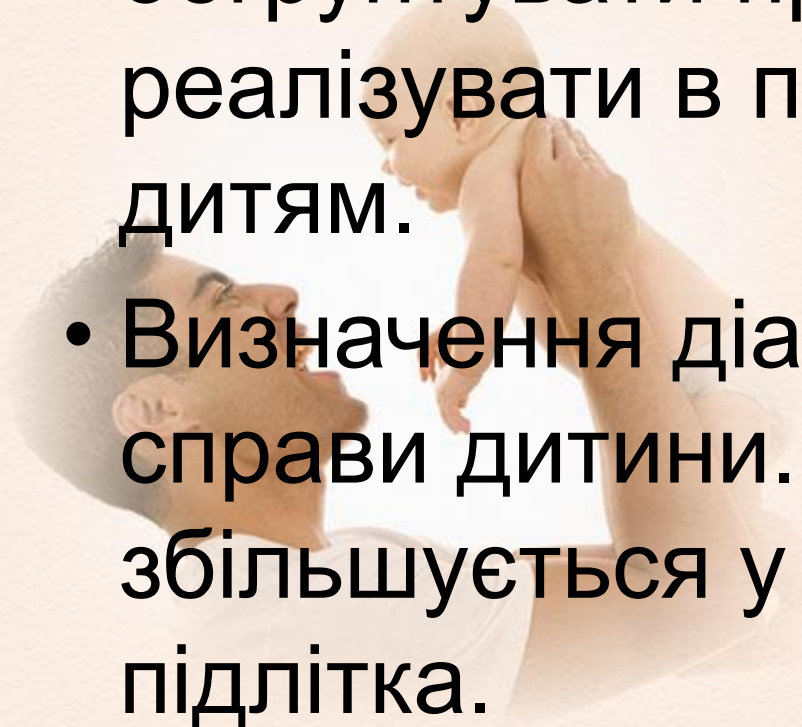 реалізувати в п
дитям.
• Визначення діа
справи дитини.
збільшується у
підлітка.